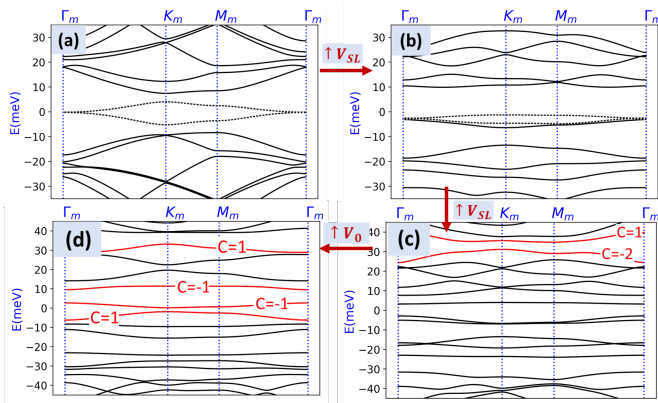 Γm Km Mm Γm
(a)
E(meV)
30
20
10
0
−10
−20
−30
↑ VSL
Γm Km Mm Γm
(b)
E(meV)
30
20
10
0
−10
−20
−30
↑ VSL
Γm Km Mm Γm
(d)
E(meV)
40
30
20
10
0
−10
−20
−30
−40
C=1
C=-1
C=-1
C=1
↑ V0
Γm Km Mm Γm
(c)
E(meV)
40
30
20
10
0
−10
−20
−30
−40
C=1
C=-2